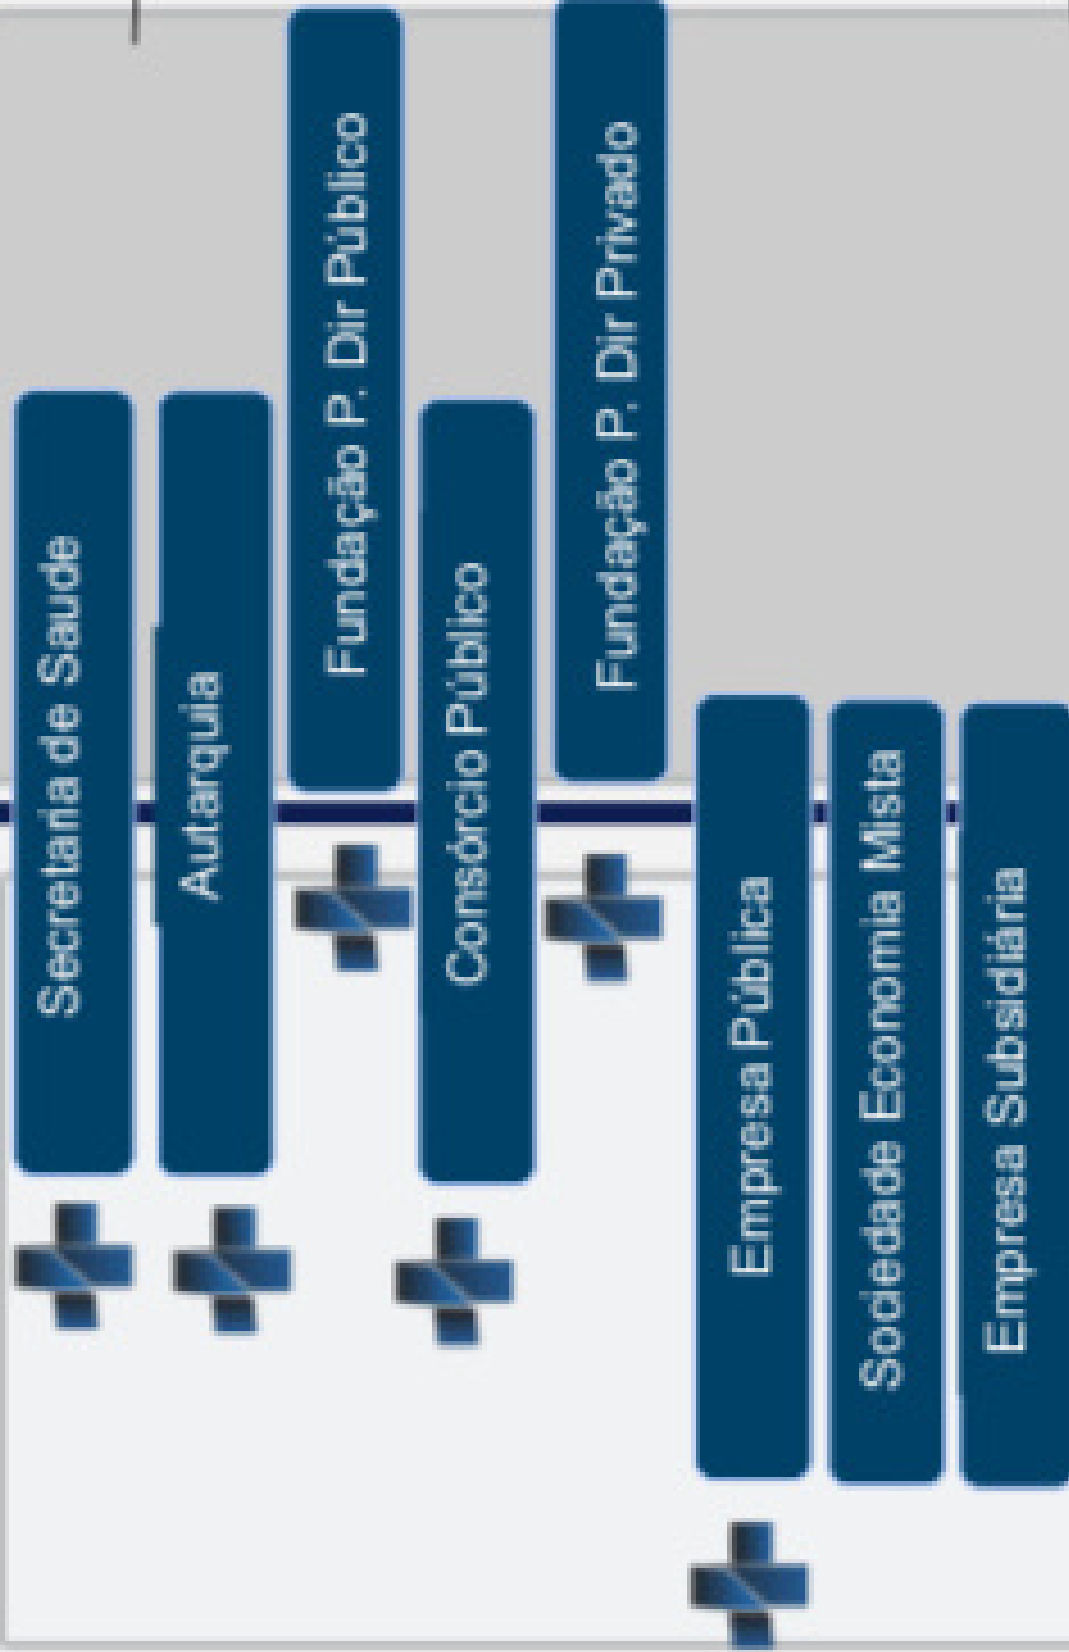 Secretaria de Saude
Autarquia
Fundação P. Dir Público
Consórcio Público
Fundação P. Dir Privado
Empresa Pública
Sociedade Economia Mista
Empresa Subsidiária